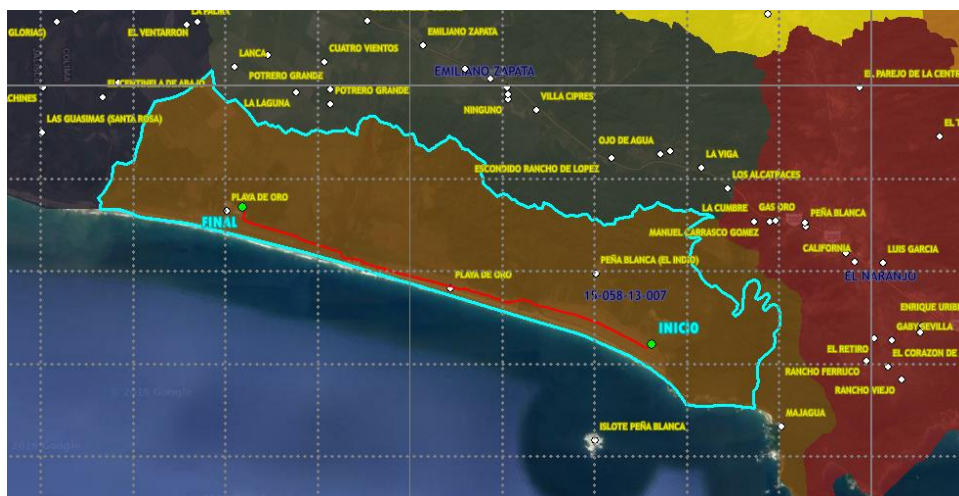 GLORIAS)
LA PALMA
EL VENTARRON
EMILIANO ZAPATA
CUATRO VIENTOS
LANCA
EMILIANO ZAPATA
POTRERO GRANDE
EL CENTINELA DE ABAJO
EL PAREJO DE LA CENTR
ACHINES
POTRERO GRANDE
LA LAGUNA
NINGUNO
VILLA CIPRES
LAS GUASIMAS (SANTA ROSA)
EL T
OJO DE AGUA
LA VIGA
ESCONDIDO RANCHO DE LOPEZ
LOS ALCATRACES
PLAYA DE ORO
FINAL
LA CUMBRE
GAS ORO
PEÑA BLANCA
MANUEL CARRASCO GOMEZ
CALIFORNIA
LUIS GARCIA
PEÑA BLANCA (EL INDIO)
PLAYA DE ORO
EL NARANJO
15-058-13-007
ENRIQUE URIBE
INICIO
GABY SEVILLA
EL RETIRO
EL CORAZON DE
RANCHO FERRUCO
RANCHO VIEJO
MAJAGUA
ISLOTE PEÑA BLANCA